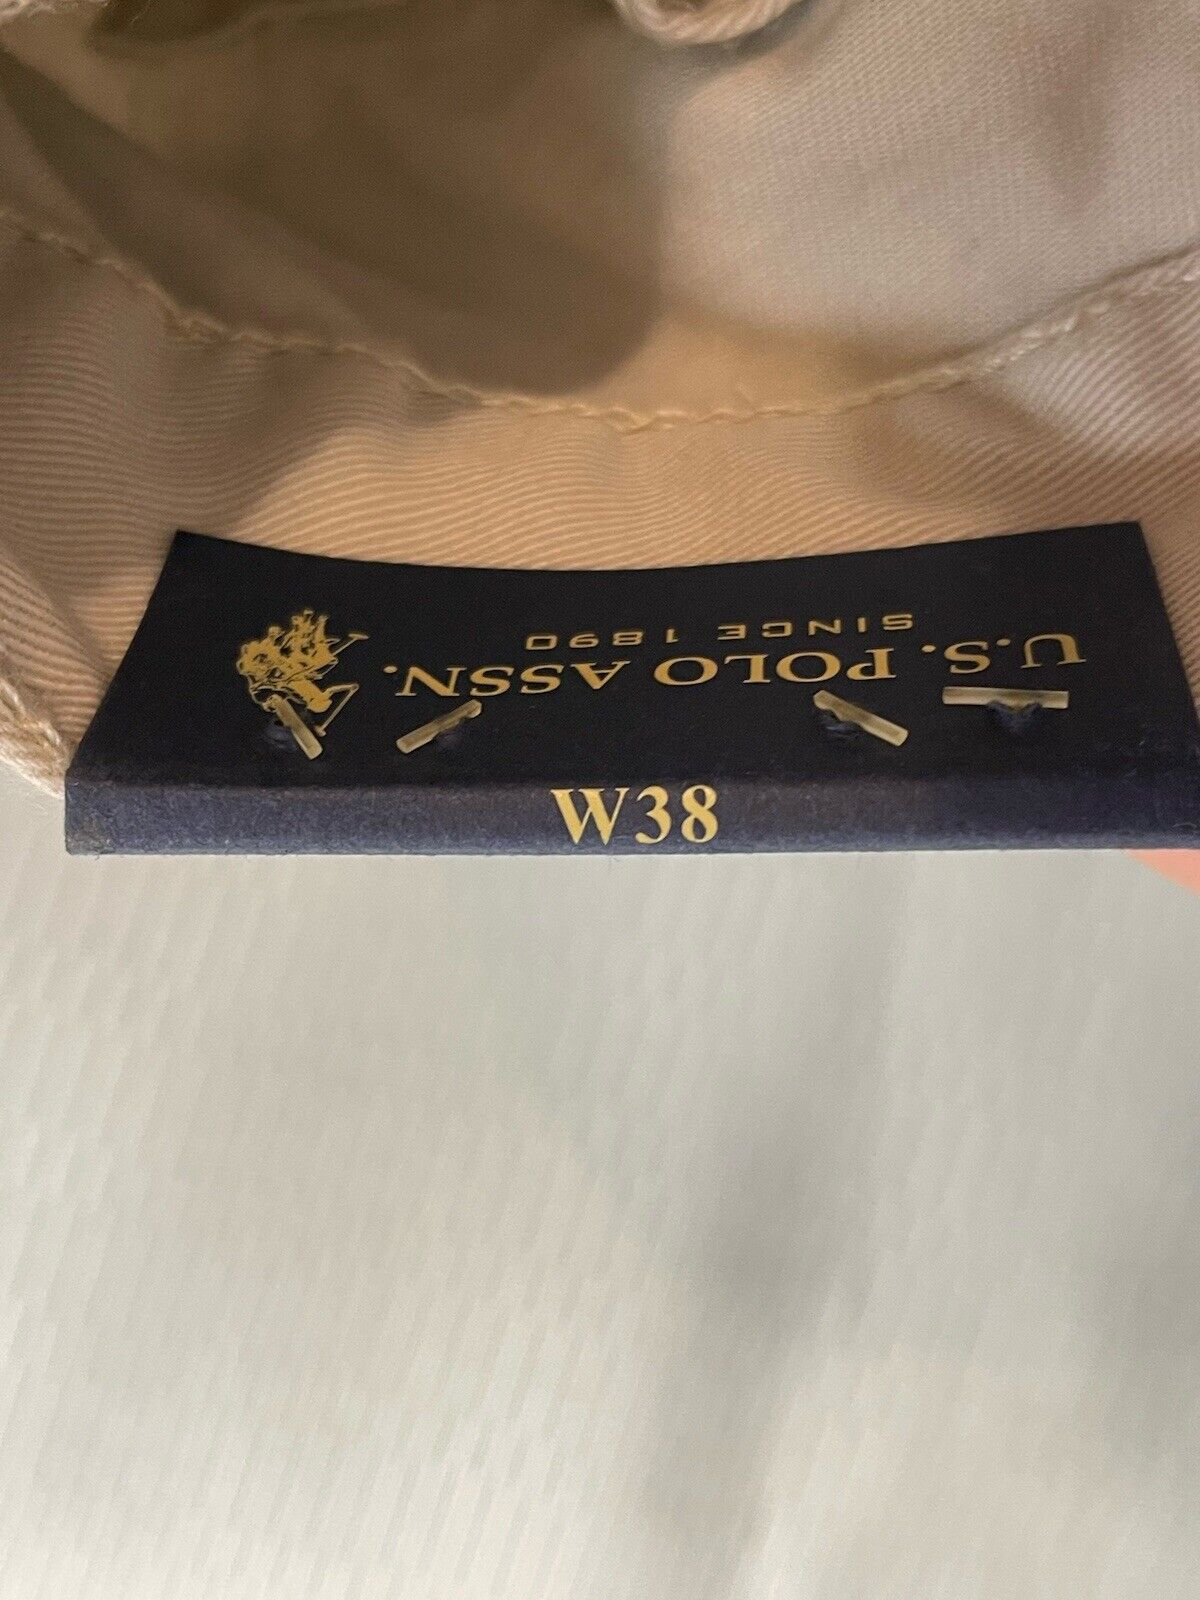 U.S. POLO ASSN.
SINCE 1890
W38